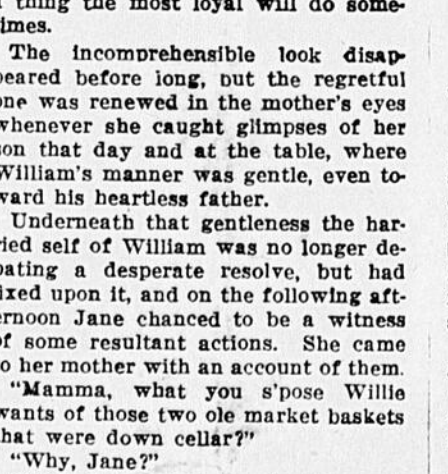 thing the most loyal will do some-
imes.
The incomprehensible look disap-
peared before long, but the regretful
one was renewed in the mother's eyes
whenever she caught glimpses of her
on that day and at the table, where
William's manner was gentle, even to-
ward his heartless father.
Underneath that gentleness the har-
ried self of William was no longer de-
bating a desperate resolve, but had
ixed upon it, and on the following aft-
ernoon Jane chanced to be a witness
of some resultant actions. She came
o her mother with an account of them.
"Mamma, what you s'pose Willie
wants of those two ole market baskets
hat were down cellar?"
"Why, Jane?"